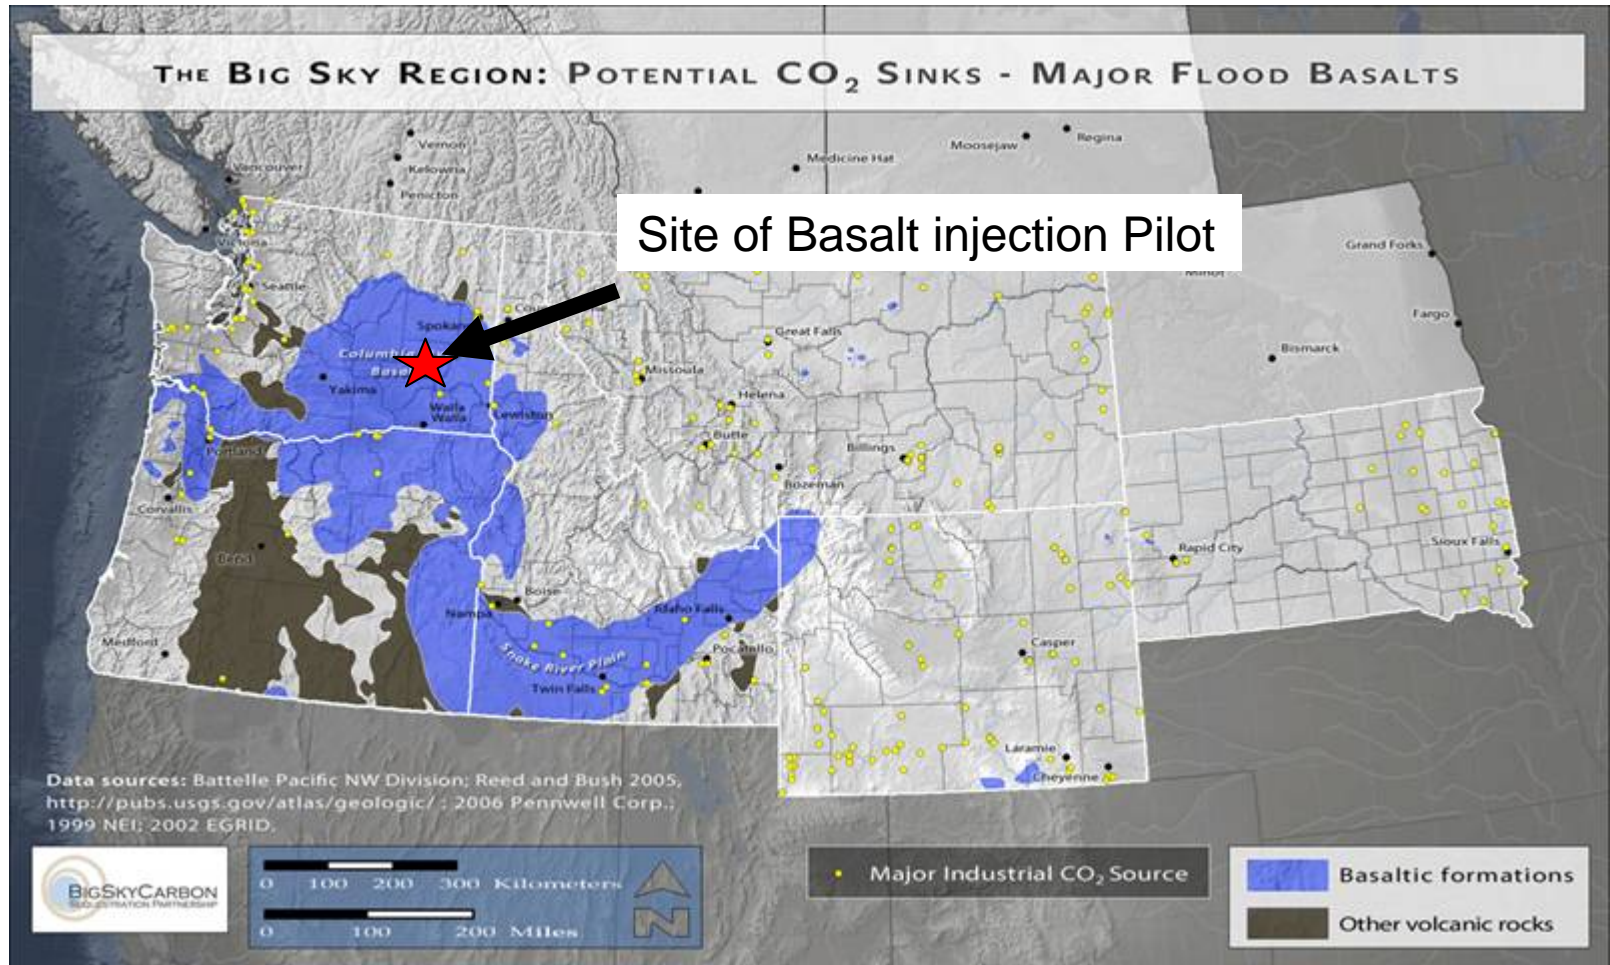 THE BIG SKY REGION: POTENTIAL CO2 SINKS - MAJOR FLOOD BASALTS
Vernon
Kelowna
Penicton
Vancouver
Victoria
Medicine Hat
Moosejaw
Regina
Site of Basalt injection Pilot
Grand Forks
Minot
Fargo
Bismarck
Seattle
Spokane
Columbia
Yakima
Walla
Walla
Lewiston
Great Falls
Missoula
Helena
Butte
Billings
Bozeman
Portland
Corvallis
Bend
Medford
Boise
Nampa
Idaho Falls
Pocatello
Snake River Plain
Twin Falls
Rapid City
Sioux Falls
Casper
Laramie
Cheyenne
Data sources: Battelle Pacific NW Division; Reed and Bush 2005,
http://pubs.usgs.gov/atlas/geologic/ ; 2006 Pennwell Corp.;
1999 NEI; 2002 EGRID.
BIGSKYCARBON
SEQUESTRATION PARTNERSHIP
0 100 200 300 Kilometers
0 100 200 Miles
N
Major Industrial CO2 Source
Basaltic formations
Other volcanic rocks